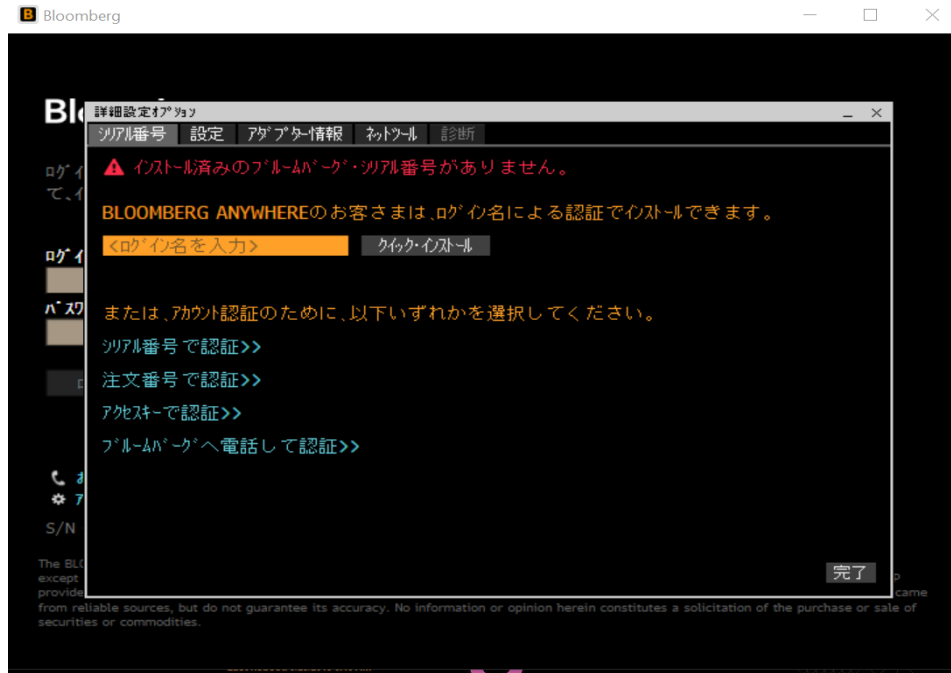 Bloomberg
詳細設定ｵﾌﾟｼｮﾝ
ｼﾘｱﾙ番号 設定 ｱﾀﾞﾌﾟﾀｰ情報 ﾈｯﾄﾂｰﾙ 診断
ｲﾝｽﾄｰﾙ済みのﾌﾞﾙｰﾑﾊﾞｰｸﾞ･ｼﾘｱﾙ番号がありません。
BLOOMBERG ANYWHEREのお客さまは､ﾛｸﾞｲﾝ名による認証でｲﾝｽﾄｰﾙできます。
<ﾛｸﾞｲﾝ名を入力> ｸｲｯｸ･ｲﾝｽﾄｰﾙ
または､ｱｶｳﾝﾄ認証のために､以下いずれかを選択してください。
ｼﾘｱﾙ番号で認証>>
注文番号で認証>>
ｱｸｾｽｷｰで認証>>
ﾌﾞﾙｰﾑﾊﾞｰｸﾞへ電話して認証>>
完了
S/N
The
except
provide came
from reliable sources, but do not guarantee its accuracy. No information or opinion herein constitutes a solicitation of the purchase or sale of
securities or commodities.